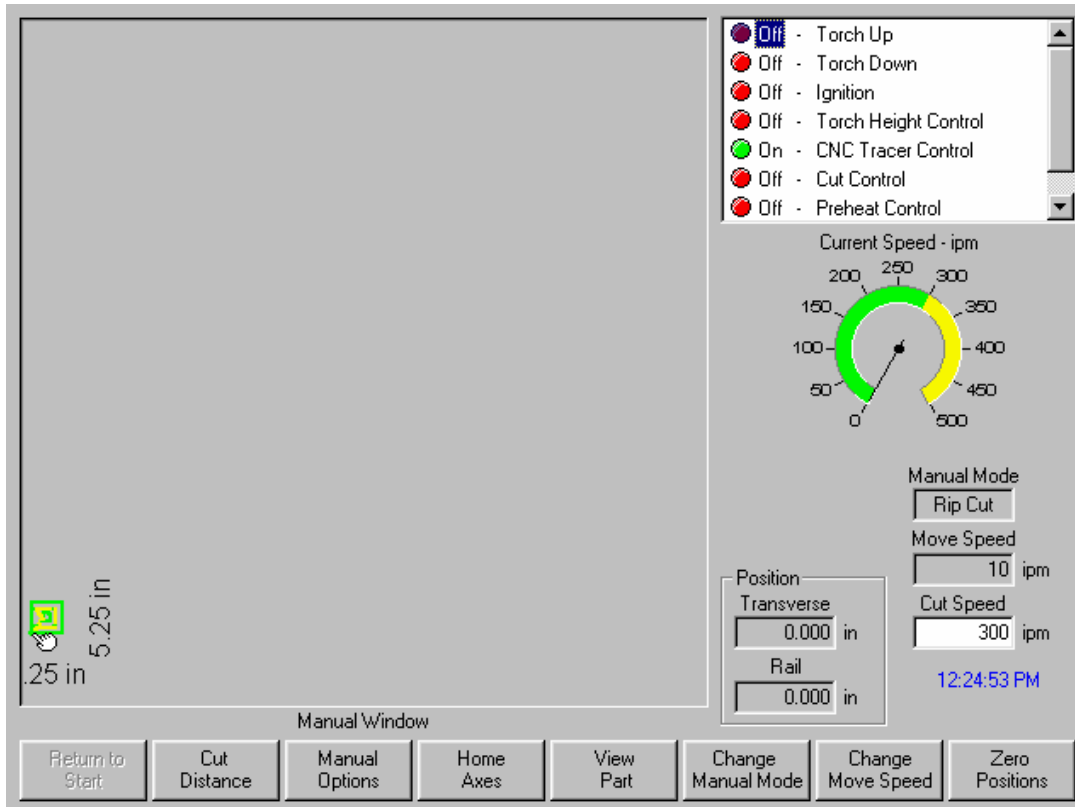 Off - Torch Up
Off - Torch Down
Off - Ignition
Off - Torch Height Control
On - CNC Tracer Control
Off - Cut Control
Off - Preheat Control
Current Speed - ipm
0
50
100
150
200
250
300
350
400
450
500
Manual Mode
Rip Cut
Move Speed
10 ipm
Cut Speed
300 ipm
12:24:53 PM
Position
Transverse
0.000 in
Rail
0.000 in
5.25 in
.25 in
Manual Window
Return to
Start
Cut
Distance
Manual
Options
Home
Axes
View
Part
Change
Manual Mode
Change
Move Speed
Zero
Positions